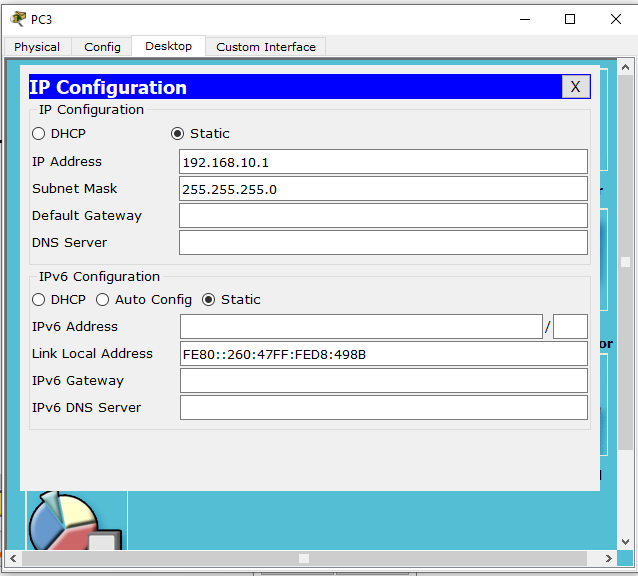 PC3
Physical Config Desktop Custom Interface
IP Configuration X
IP Configuration
DHCP Static
IP Address 192.168.10.1
Subnet Mask 255.255.255.0
Default Gateway
DNS Server
IPv6 Configuration
DHCP Auto Config Static
IPv6 Address /
Link Local Address FE80::260:47FF:FED8:498B
IPv6 Gateway
IPv6 DNS Server